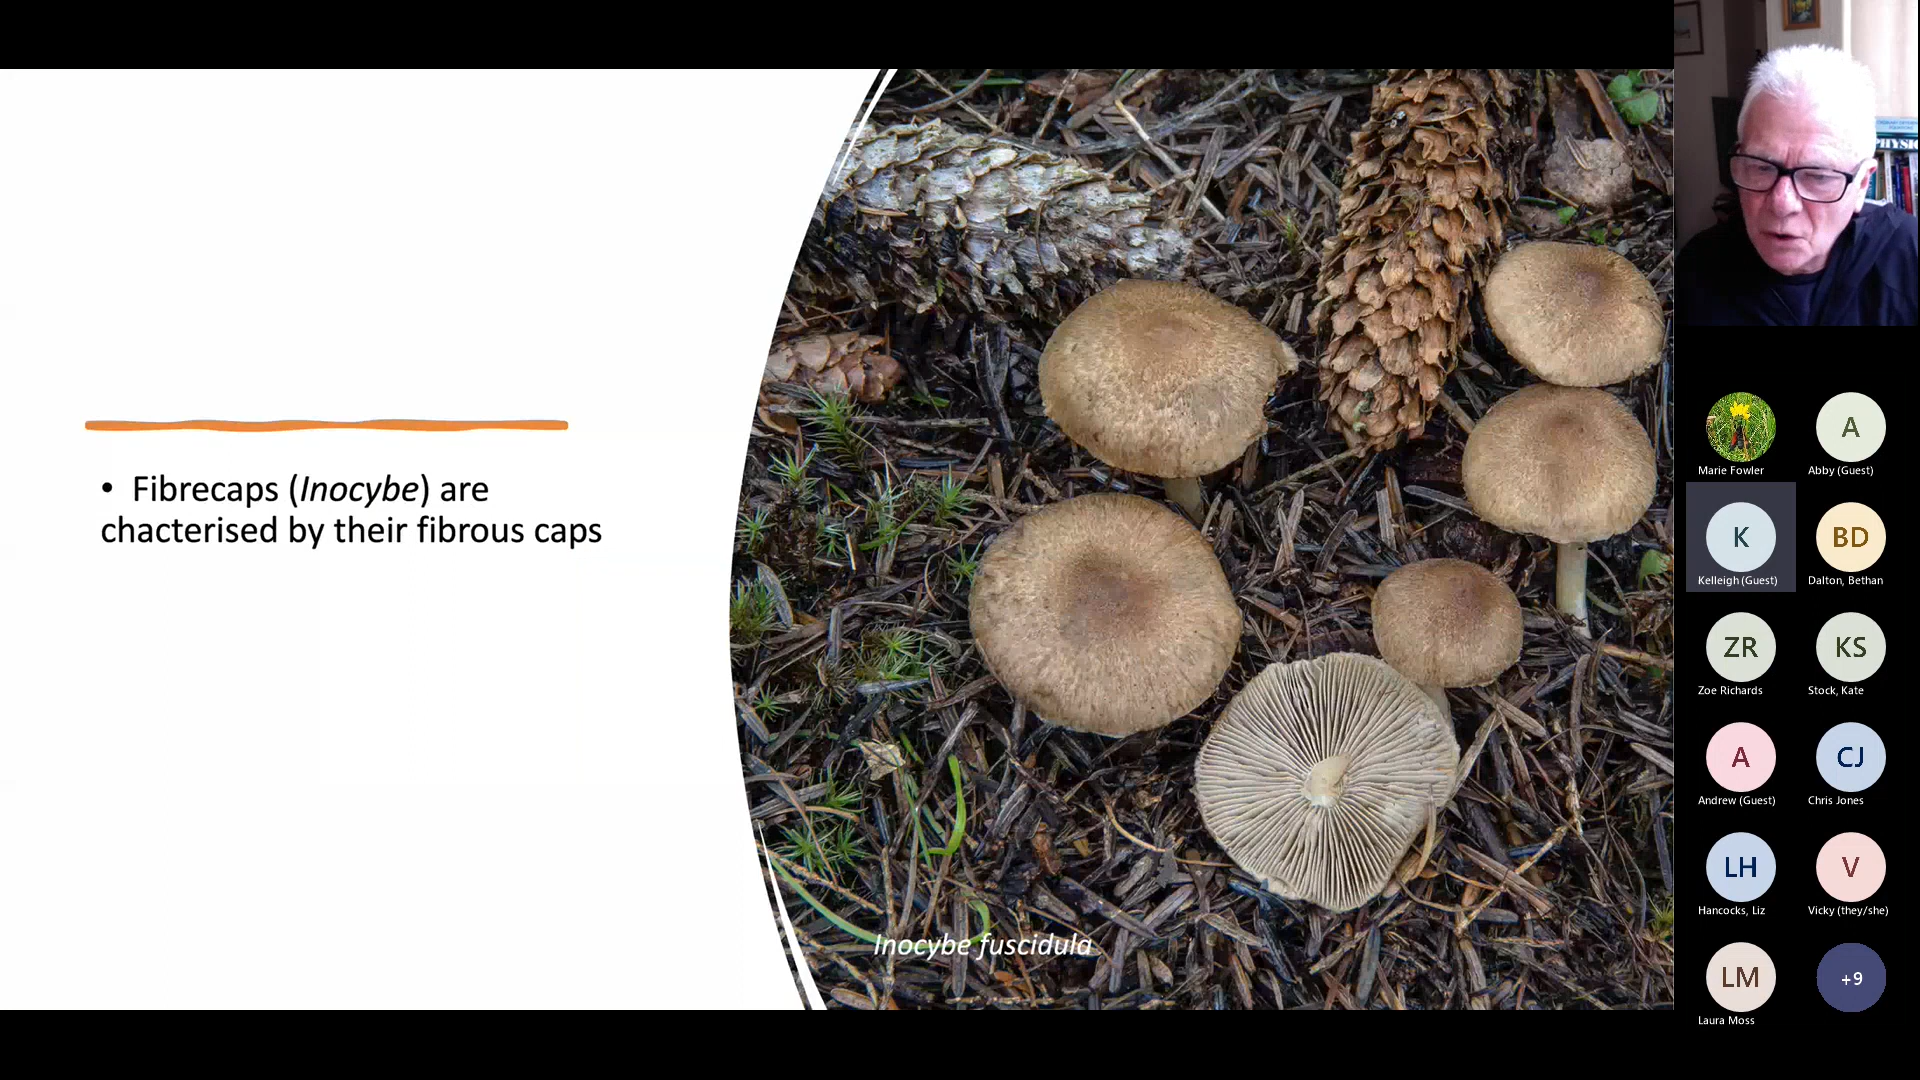 • Fibrecaps (Inocybe) are
chacterised by their fibrous caps
Inocybe fuscidula
PHYSIC
Marie Fowler
A
Abby (Guest)
K
Kelleigh (Guest)
BD
Dalton, Bethan
ZR
Zoe Richards
KS
Stock, Kate
A
Andrew (Guest)
CJ
Chris Jones
LH
Hancocks, Liz
V
Vicky (they/she)
LM
Laura Moss
+9